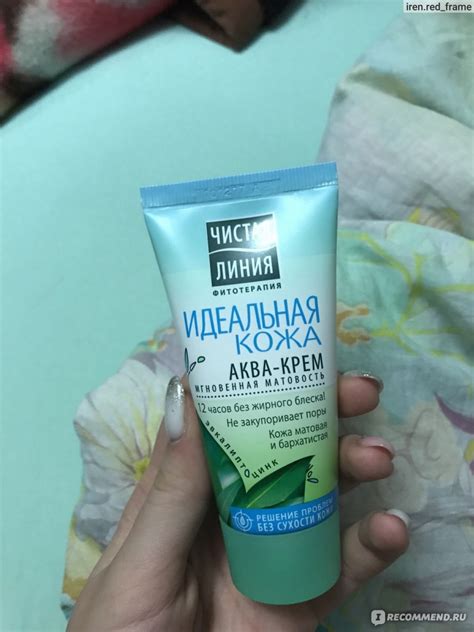 iren.red_frame
ЧИСТАЯ
ЛИНИЯ
ФИТОТЕРАПИЯ
ИДЕАЛЬНАЯ
КОЖА
АКВА-КРЕМ
МГНОВЕННАЯ МАТОВОСТЬ
12 часов без жирного блеска!
Не закупоривает поры
Кожа матовая
и бархатистая
эвкалипт
цинк
РЕШЕНИЕ ПРОБЛЕМ
БЕЗ СУХОСТИ КОЖИ
I RECOMMEND.RU